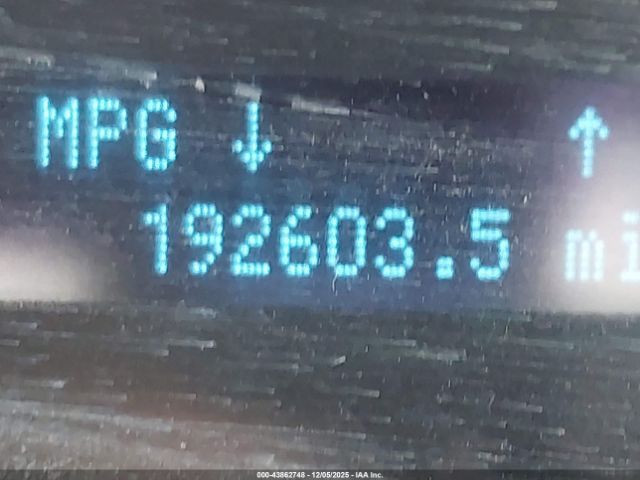 MPG ↓ ↑
192603.5 mi
000-43862748 - 12/05/2025 - IAA Inc.